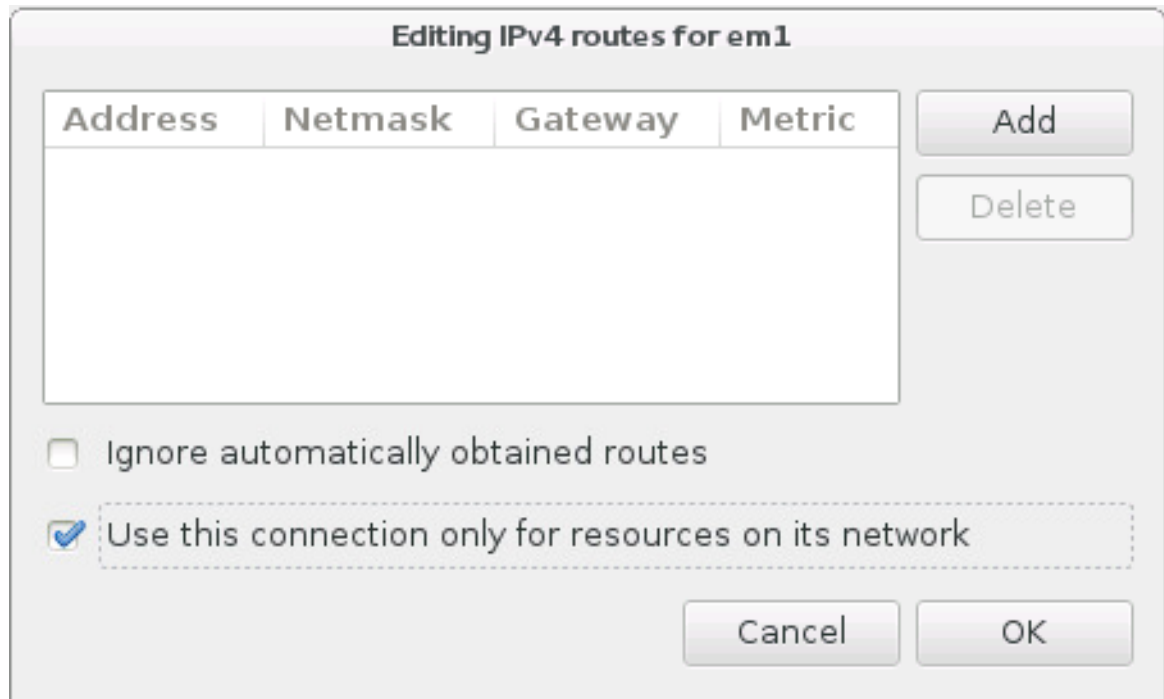 Editing IPv4 routes for em1
Address Netmask Gateway Metric
Add
Delete
Ignore automatically obtained routes
Use this connection only for resources on its network
Cancel OK